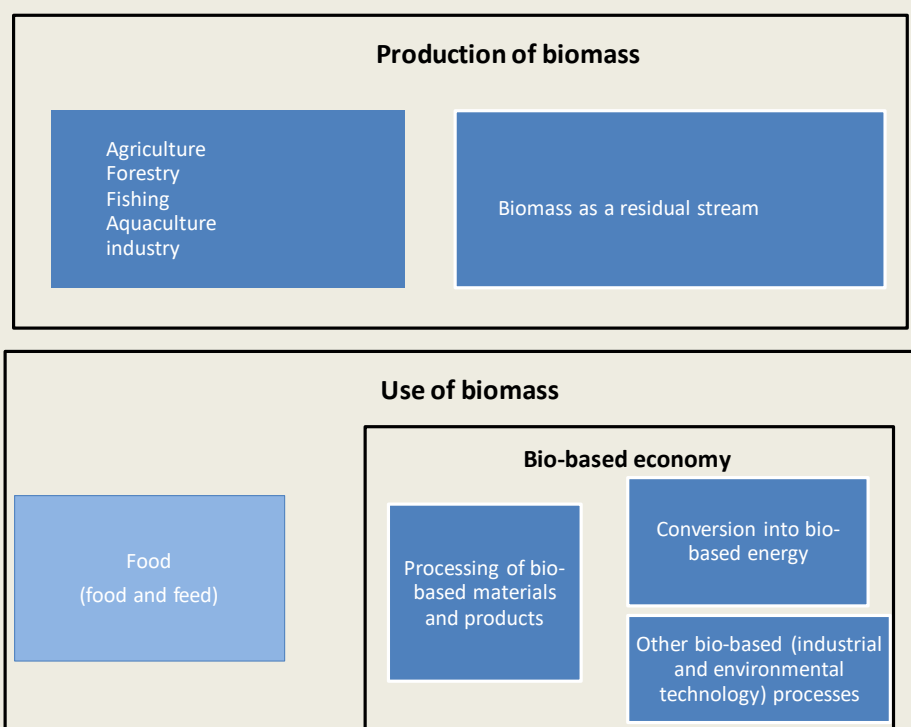 Production of biomass
Agriculture
Forestry
Fishing
Aquaculture
industry
Biomass as a residual stream
Use of biomass
Food
(food and feed)
Bio-based economy
Processing of bio-
based materials
and products
Conversion into bio-
based energy
Other bio-based (industrial
and environmental
technology) processes